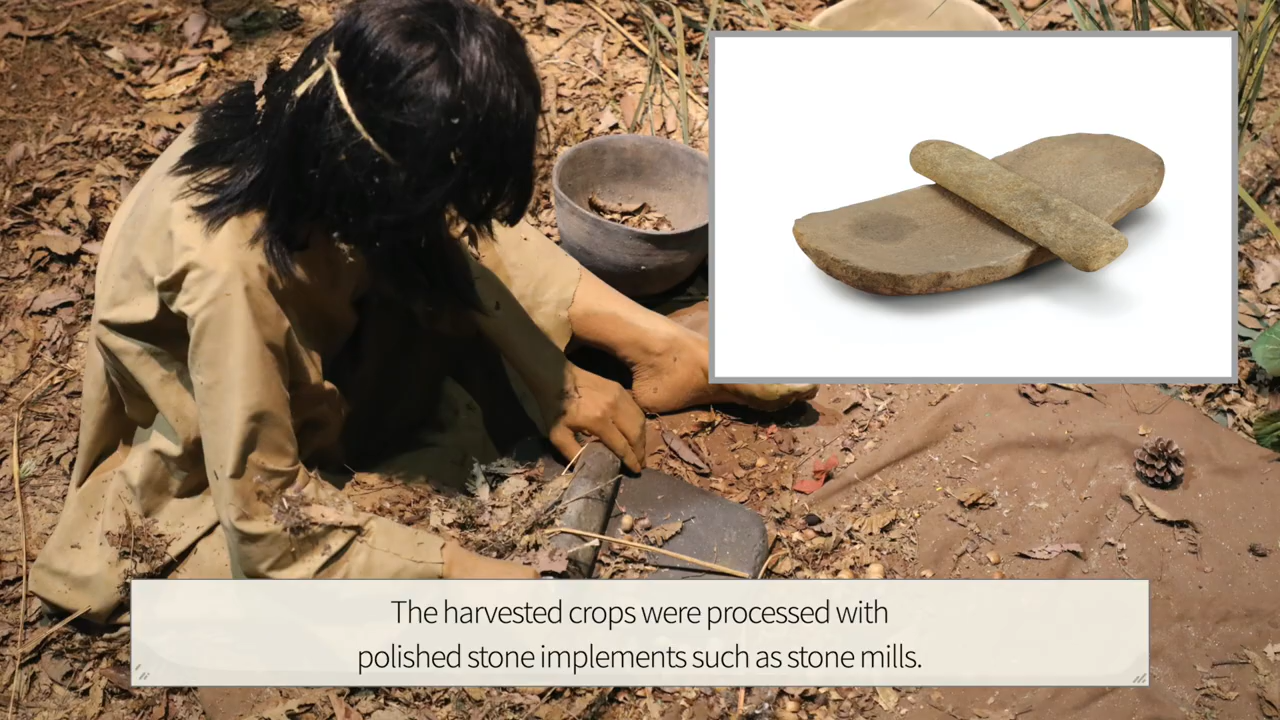 The harvested crops were processed with
polished stone implements such as stone mills.